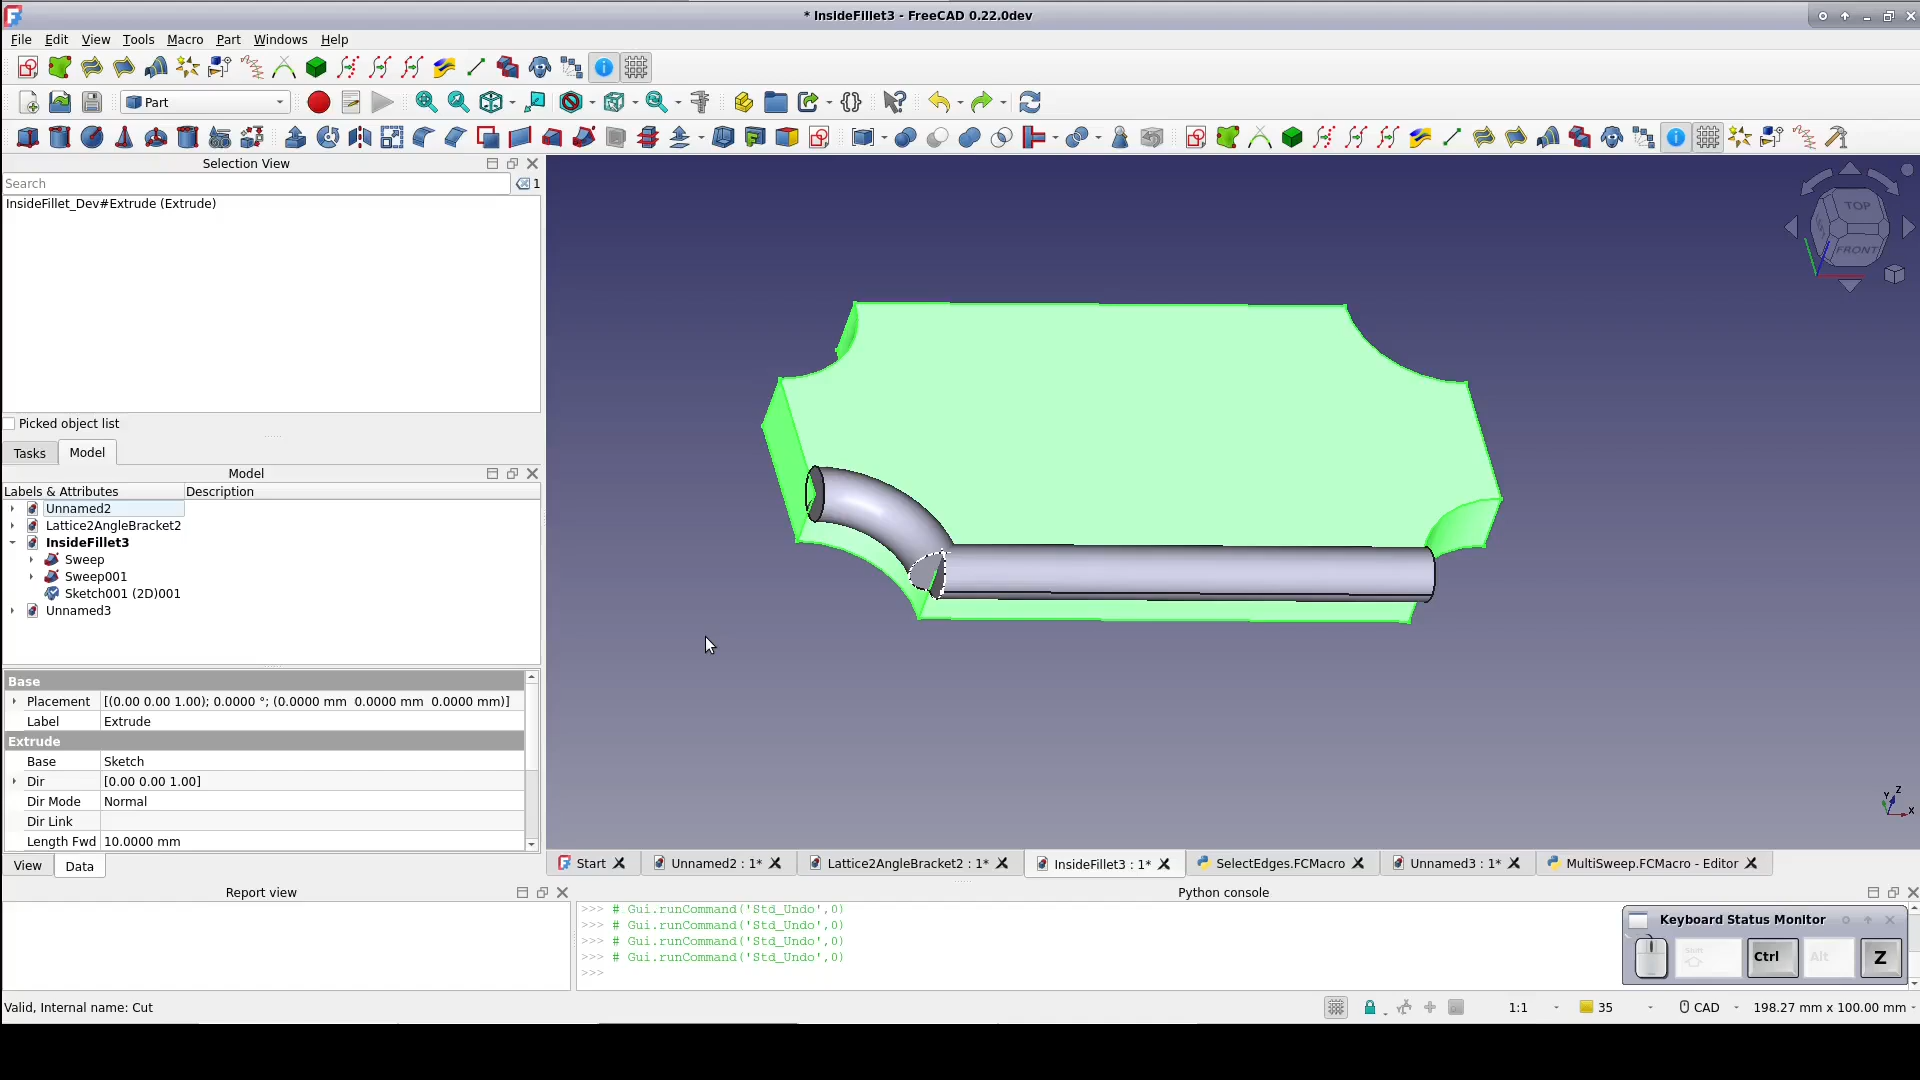 * InsideFillet3 - FreeCAD 0.22.0dev
File Edit View Tools Macro Part Windows Help
Part
Selection View
Search
1
InsideFillet_Dev#Extrude (Extrude)
Picked object list
Tasks Model
Model
Labels & Attributes Description
Unnamed2
Lattice2AngleBracket2
InsideFillet3
Sweep
Sweep001
Sketch001 (2D)001
Unnamed3
Base
Placement [(0.00 0.00 1.00); 0.0000 °; (0.0000 mm 0.0000 mm 0.0000 mm)]
Label Extrude
Extrude
Base Sketch
Dir [0.00 0.00 1.00]
Dir Mode Normal
Dir Link
Length Fwd 10.0000 mm
View Data
TOP
FRONT
Y Z
X
Start Unnamed2 : 1* Lattice2AngleBracket2 : 1* InsideFillet3 : 1* SelectEdges.FCMacro Unnamed3 : 1* MultiSweep.FCMacro - Editor
Report view
Python console
>>> # Gui.runCommand('Std_Undo',0)
>>> # Gui.runCommand('Std_Undo',0)
>>> # Gui.runCommand('Std_Undo',0)
>>> # Gui.runCommand('Std_Undo',0)
>>>
Keyboard Status Monitor
Shift Ctrl Alt Z
Valid, Internal name: Cut
1:1 35 CAD 198.27 mm x 100.00 mm